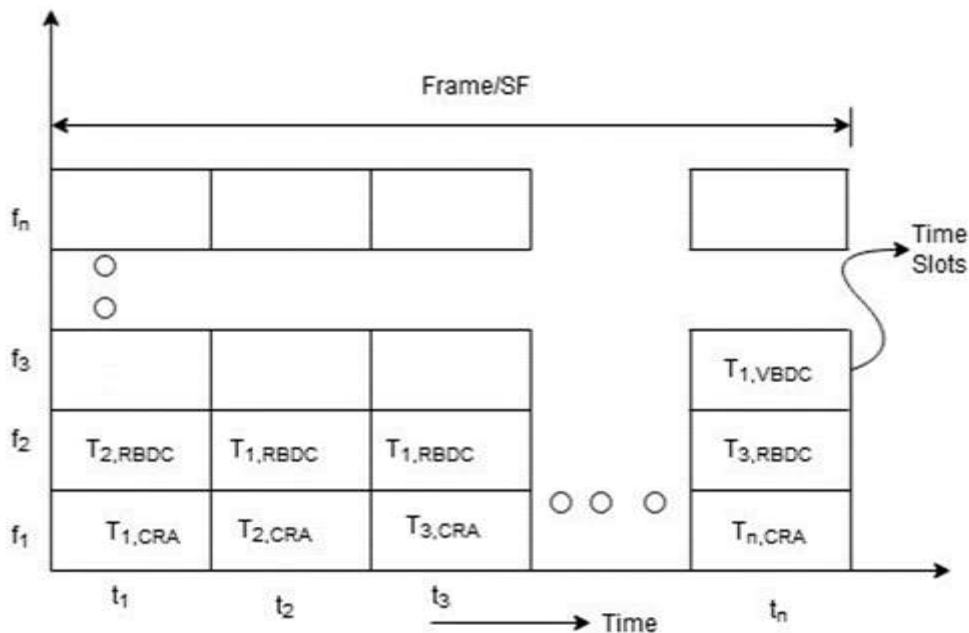 Frame/SF
fn
Time
Slots
f3 T1,VBDC
f2 T2,RBDC T1,RBDC T1,RBDC T3,RBDC
f1 T1,CRA T2,CRA T3,CRA Tn,CRA
t1 t2 t3 tn
Time